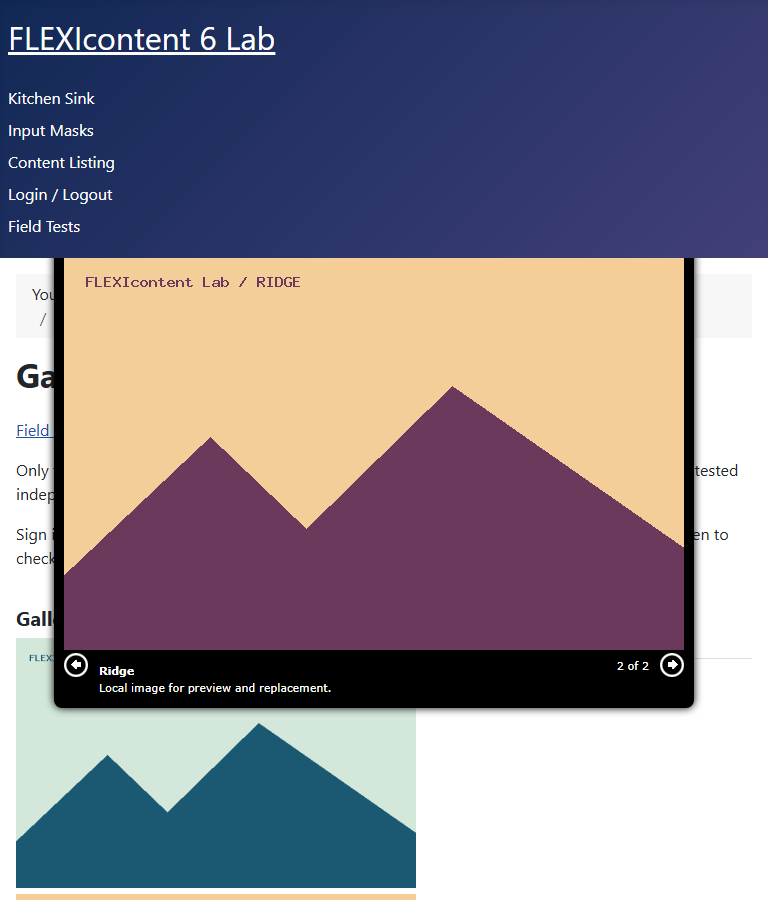 FLEXIcontent 6 Lab
Kitchen Sink
Input Masks
Content Listing
Login / Logout
Field Tests
FLEXIcontent Lab / RIDGE
You
/
Ga
Field
Only
tested
indep
Sign i
en to
check
Gall
FLEX
Ridge
2 of 2
Local image for preview and replacement.